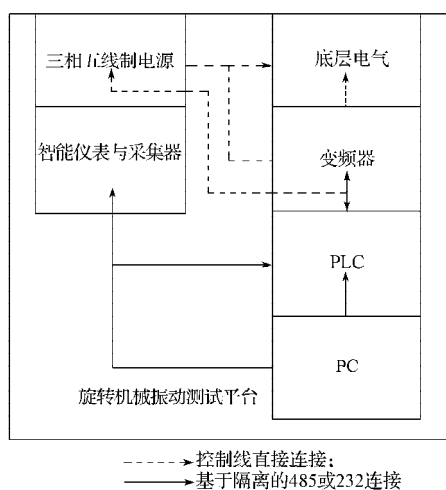 三相五线制电源
底层电气
智能仪表与采集器
变频器
PLC
PC
旋转机械振动测试平台
控制线直接连接;
基于隔离的485或232连接